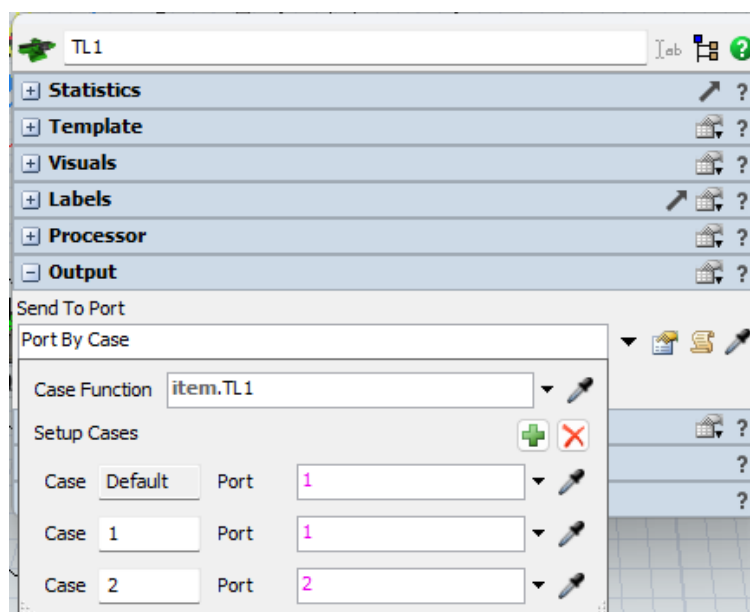 TL1
Statistics ?
Template ?
Visuals ?
Labels ?
Processor ?
Output ?
Send To Port
Port By Case
Case Function item.TL1
Setup Cases
?
Case Default Port 1
?
Case 1 Port 1
?
Case 2 Port 2